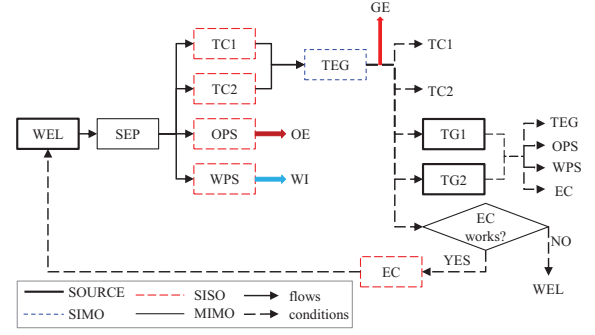 GE
TC1
TEG
TC1
TC2
TC2
WEL
SEP
OPS
OE
TG1
TEG
OPS
WPS
WI
TG2
WPS
EC
EC
works?
NO
YES
EC
WEL
SOURCE
SISO
flows
SIMO
MIMO
conditions